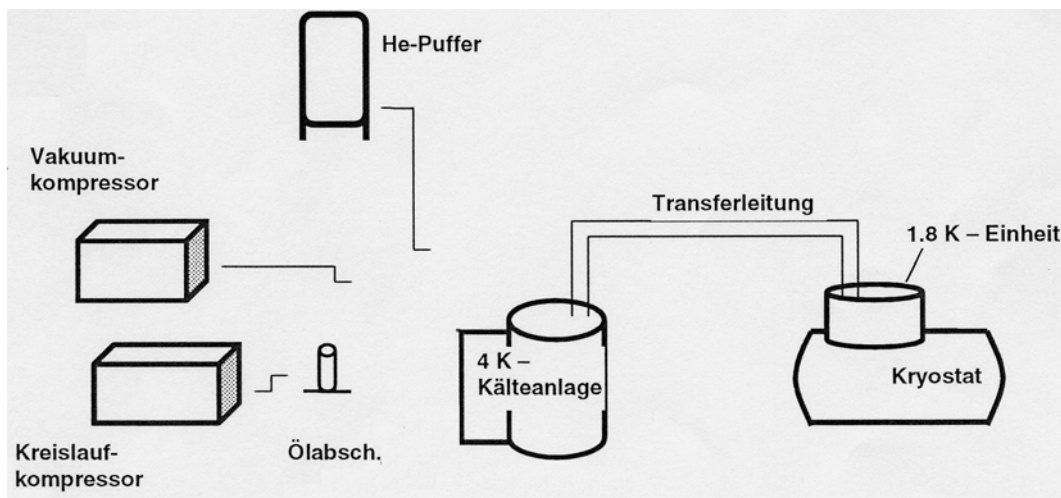 He-Puffer
Vakuum-
kompressor
Transferleitung
1.8 K – Einheit
4 K –
Kälteanlage
Kryostat
Kreislauf-
kompressor
Ölabsch.